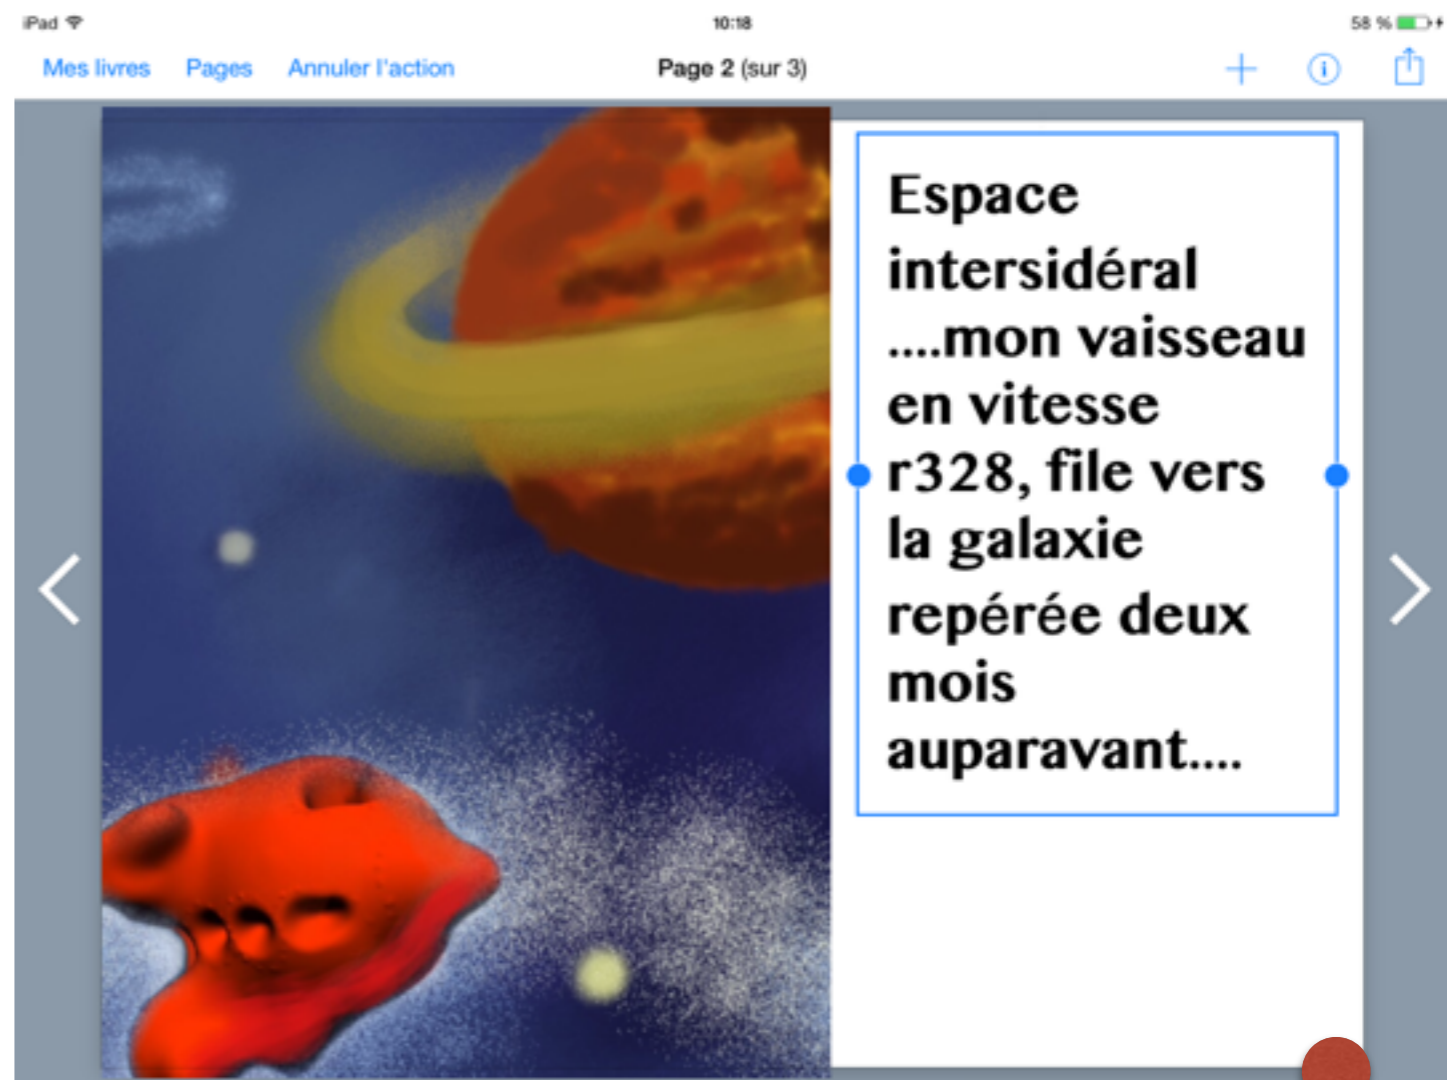 iPad 10:18 58 %
Mes livres Pages Annuler l'action Page 2 (sur 3)
Espace
intersidéral
....mon vaisseau
en vitesse
r328, file vers
la galaxie
repérée deux
mois
auparavant....